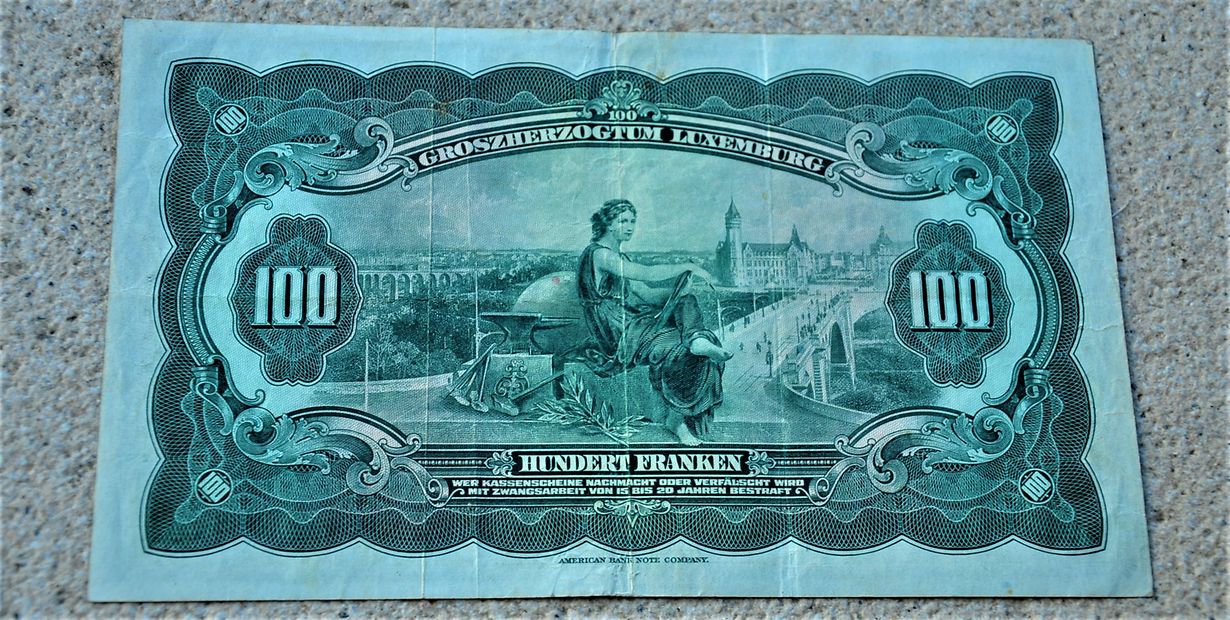 100
100
100
GROSZHERZOGTUM LUXEMBURG
100
100
HUNDERT FRANKEN
WER KASSENSCHEINE NACHMACHT ODER VERFÄLSCHT WIRD
MIT ZWANGSARBEIT VON 15 BIS 20 JAHREN BESTRAFT
100
100
AMERICAN BANK NOTE COMPANY.